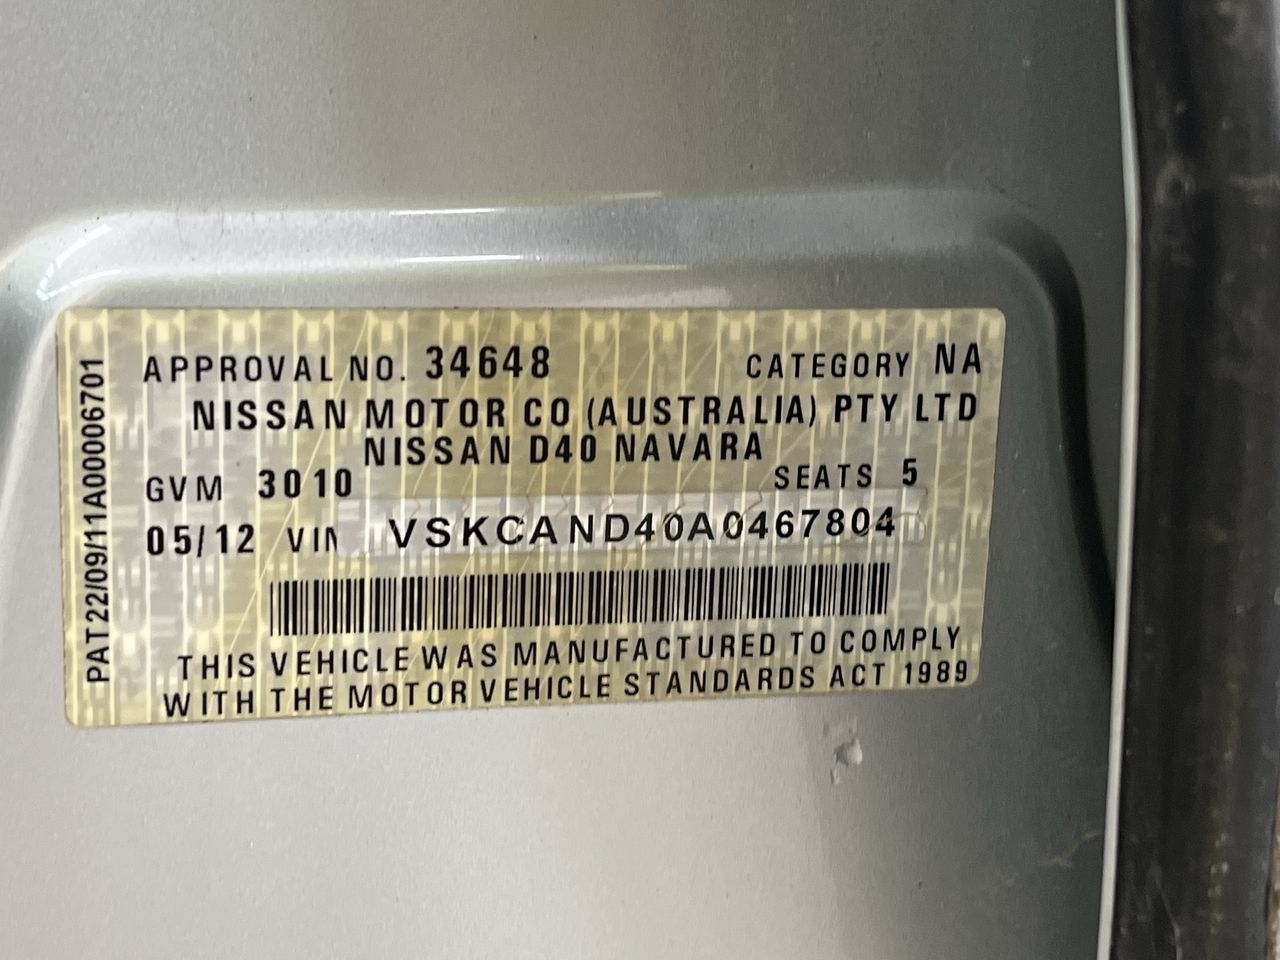 PAT22/09/11A00006701
APPROVAL NO. 34648 CATEGORY NA
NISSAN MOTOR CO (AUSTRALIA) PTY LTD
NISSAN D40 NAVARA
GVM 3010 SEATS 5
05/12 VIN VSKCAND40A0467804
THIS VEHICLE WAS MANUFACTURED TO COMPLY
WITH THE MOTOR VEHICLE STANDARDS ACT 1989